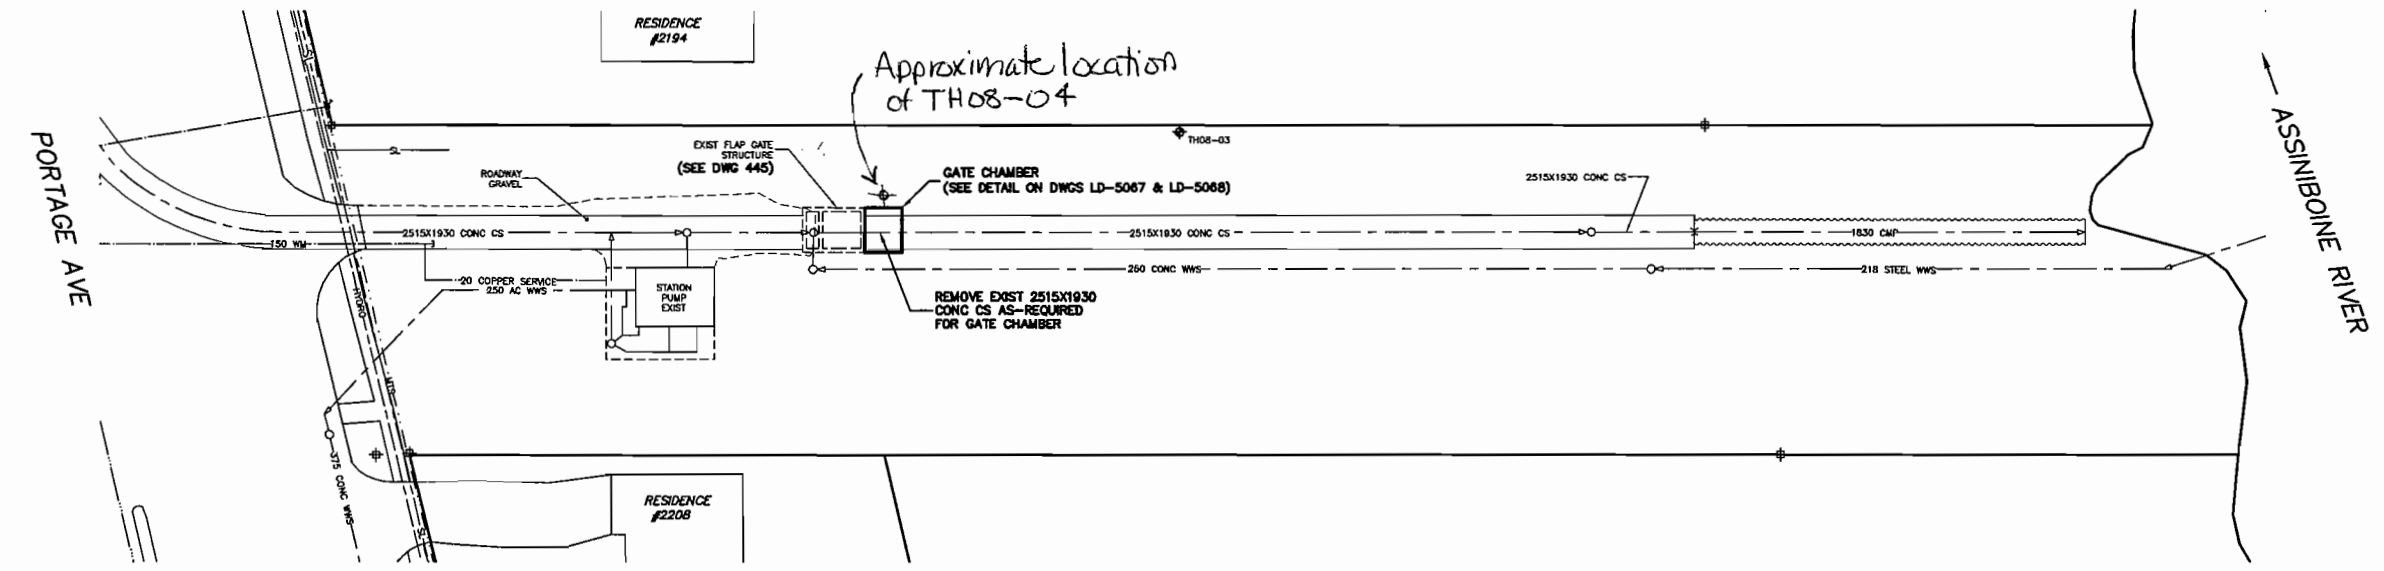 RESIDENCE
#2194
Approximate location
of TH08-04
PORTAGE AVE
SL
SL
TH08-03
EXIST FLAP GATE
STRUCTURE
(SEE DWG 445)
ROADWAY
GRAVEL
GATE CHAMBER
(SEE DETAIL ON DWGS LD-5067 & LD-5068)
2515X1930 CONC CS
ASSINIBOINE RIVER
2515X1930 CONC CS
2515X1930 CONC CS
1830 CMP
150 WM
250 CONC WWS
218 STEEL WWS
20 COPPER SERVICE
250 AC WWS
HYDRO
STATION
PUMP
EXIST
REMOVE EXIST 2515X1930
CONC CS AS-REQUIRED
FOR GATE CHAMBER
MTS
375 CONC WWS
RESIDENCE
#2208
SL